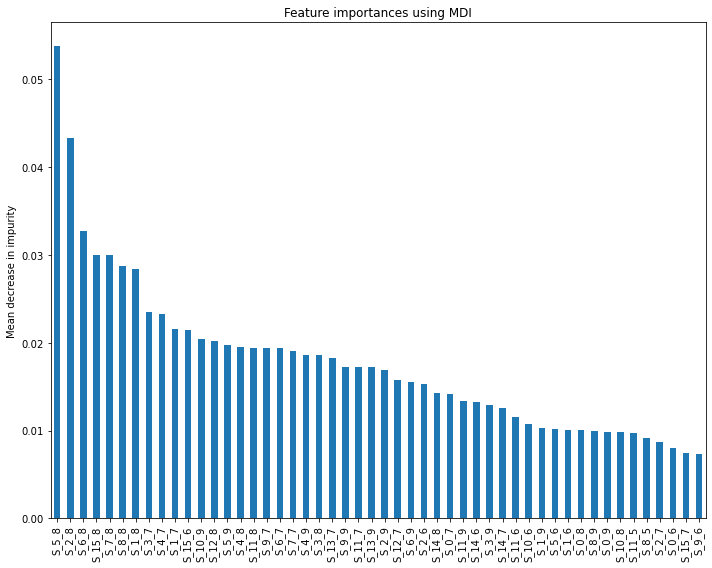 Feature importances using MDI
Mean decrease in impurity
0.05
0.04
0.03
0.02
0.01
0.00
S_5_8
S_2_8
S_6_8
S_15_8
S_7_8
S_8_8
S_1_8
S_3_7
S_4_7
S_1_7
S_15_6
S_10_9
S_12_8
S_5_9
S_4_8
S_11_8
S_9_7
S_6_7
S_7_7
S_4_9
S_3_8
S_13_7
S_9_9
S_11_7
S_13_9
S_2_9
S_12_7
S_6_9
S_2_6
S_14_8
S_0_7
S_11_9
S_14_6
S_3_9
S_14_7
S_11_6
S_10_6
S_1_9
S_5_6
S_1_6
S_0_8
S_8_9
S_0_9
S_10_8
S_11_5
S_8_5
S_2_7
S_0_6
S_15_7
S_9_6